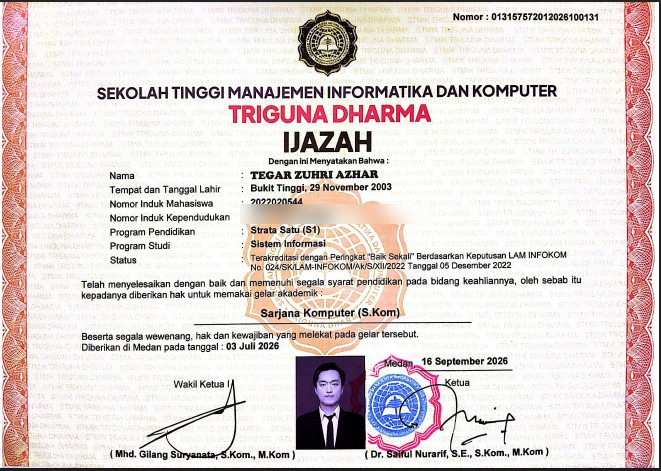 Nomor : 013157572012026100131
SEKOLAH TINGGI MANAJEMEN INFORMATIKA DAN KOMPUTER
TRIGUNA DHARMA
IJAZAH
Dengan ini Menyatakan Bahwa :
Nama : TEGAR ZUHRI AZHAR
Tempat dan Tanggal Lahir : Bukit Tinggi, 29 November 2003
Nomor Induk Mahasiswa : 2022020544
Nomor Induk Kependudukan :
Program Pendidikan : Strata Satu (S1)
Program Studi : Sistem Informasi
Status : Terakreditasi dengan Peringkat "Baik Sekali" Berdasarkan Keputusan LAM INFOKOM
No. 024/SK/LAM-INFOKOM/Ak/S/XII/2022 Tanggal 05 Desember 2022
Telah menyelesaikan dengan baik dan memenuhi segala syarat pendidikan pada bidang keahliannya, oleh sebab itu
kepadanya diberikan hak untuk memakai gelar akademik :
Sarjana Komputer (S.Kom)
Beserta segala wewenang, hak dan kewajiban yang melekat pada gelar tersebut.
Diberikan di Medan pada tanggal : 03 Juli 2026
Medan, 16 September 2026
Wakil Ketua I
Ketua
( Mhd. Gilang Suryanata, S.Kom., M.Kom )
( Dr. Saiful Nurarif, S.E., S.Kom., M.Kom )